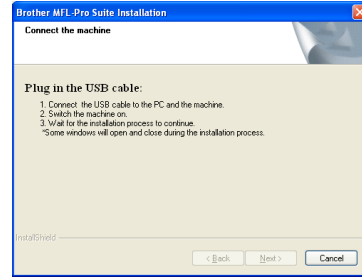 Brother MFL-Pro Suite Installation
Connect the machine
Plug in the USB cable:
1. Connect the USB cable to the PC and the machine.
2. Switch the machine on.
3. Wait for the installation process to continue.
*Some windows will open and close during the installation process.
InstallShield
< Back Next > Cancel